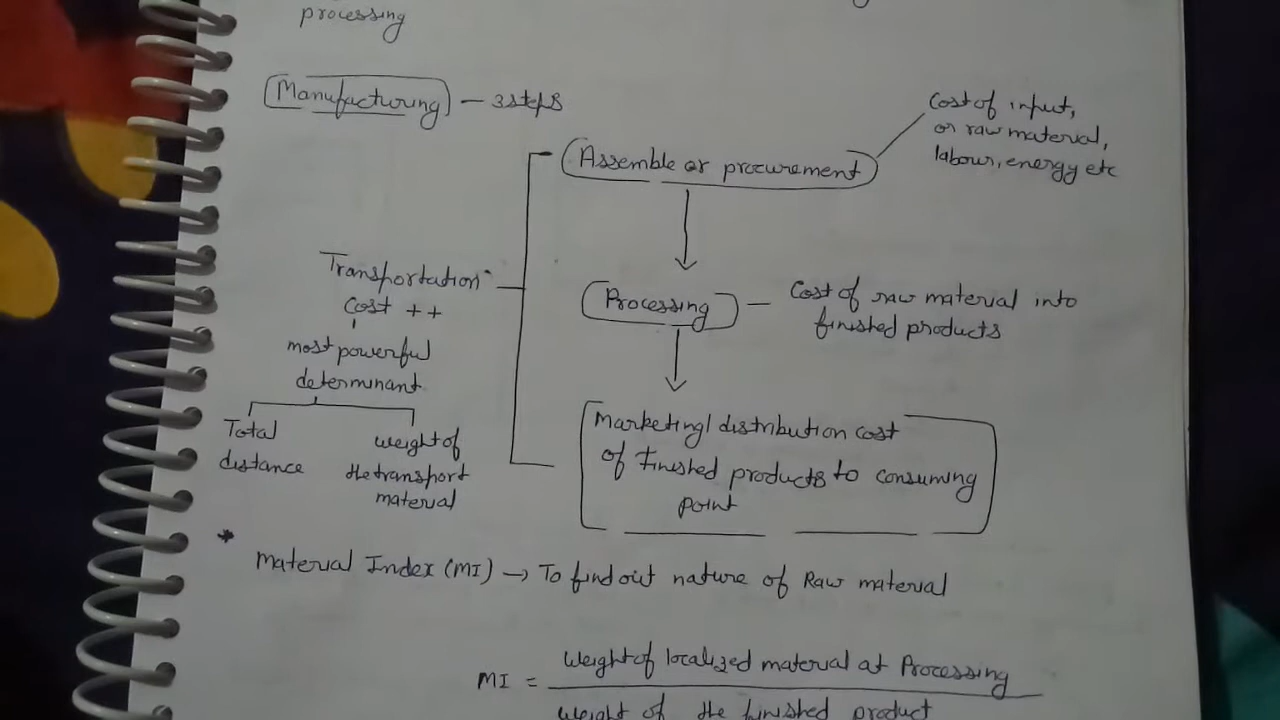 processing
Manufacturing — 3 steps
Assemble or procurement
Cost of input,
or raw material,
labour, energy etc
Transportation
Cost ++
most powerful
determinant
Total
distance
weight of
the transport
material
Processing — Cost of raw material into
finished products
Marketing/distribution cost
of finished products to consuming
point
* Material Index (MI) → To find out nature of Raw material
MI = Weight of localized material at Processing
weight of the finished product